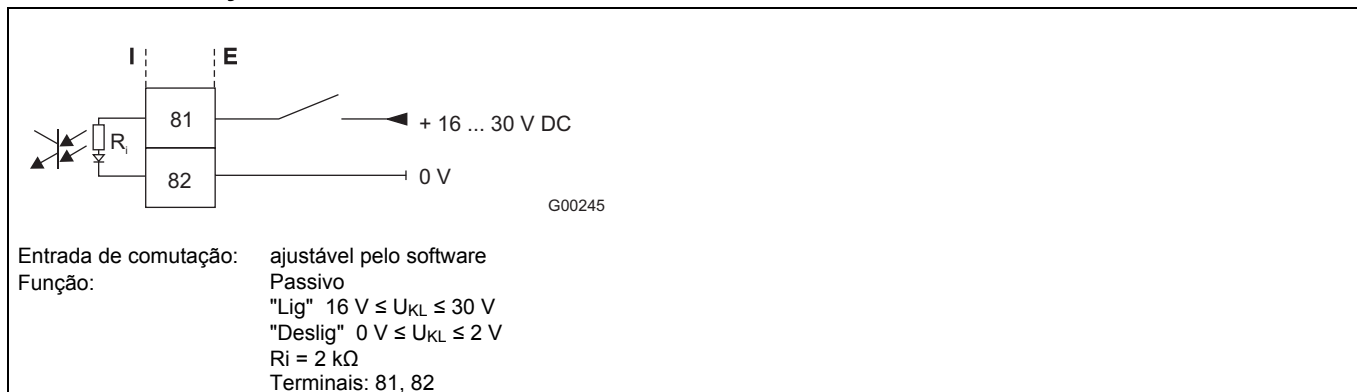 I E
81
+ 16 ... 30 V DC
Ri
82
0 V
G00245
Entrada de comutação: ajustável pelo software
Função: Passivo
"Lig" 16 V ≤ UKL ≤ 30 V
"Deslig" 0 V ≤ UKL ≤ 2 V
Ri = 2 kΩ
Terminais: 81, 82